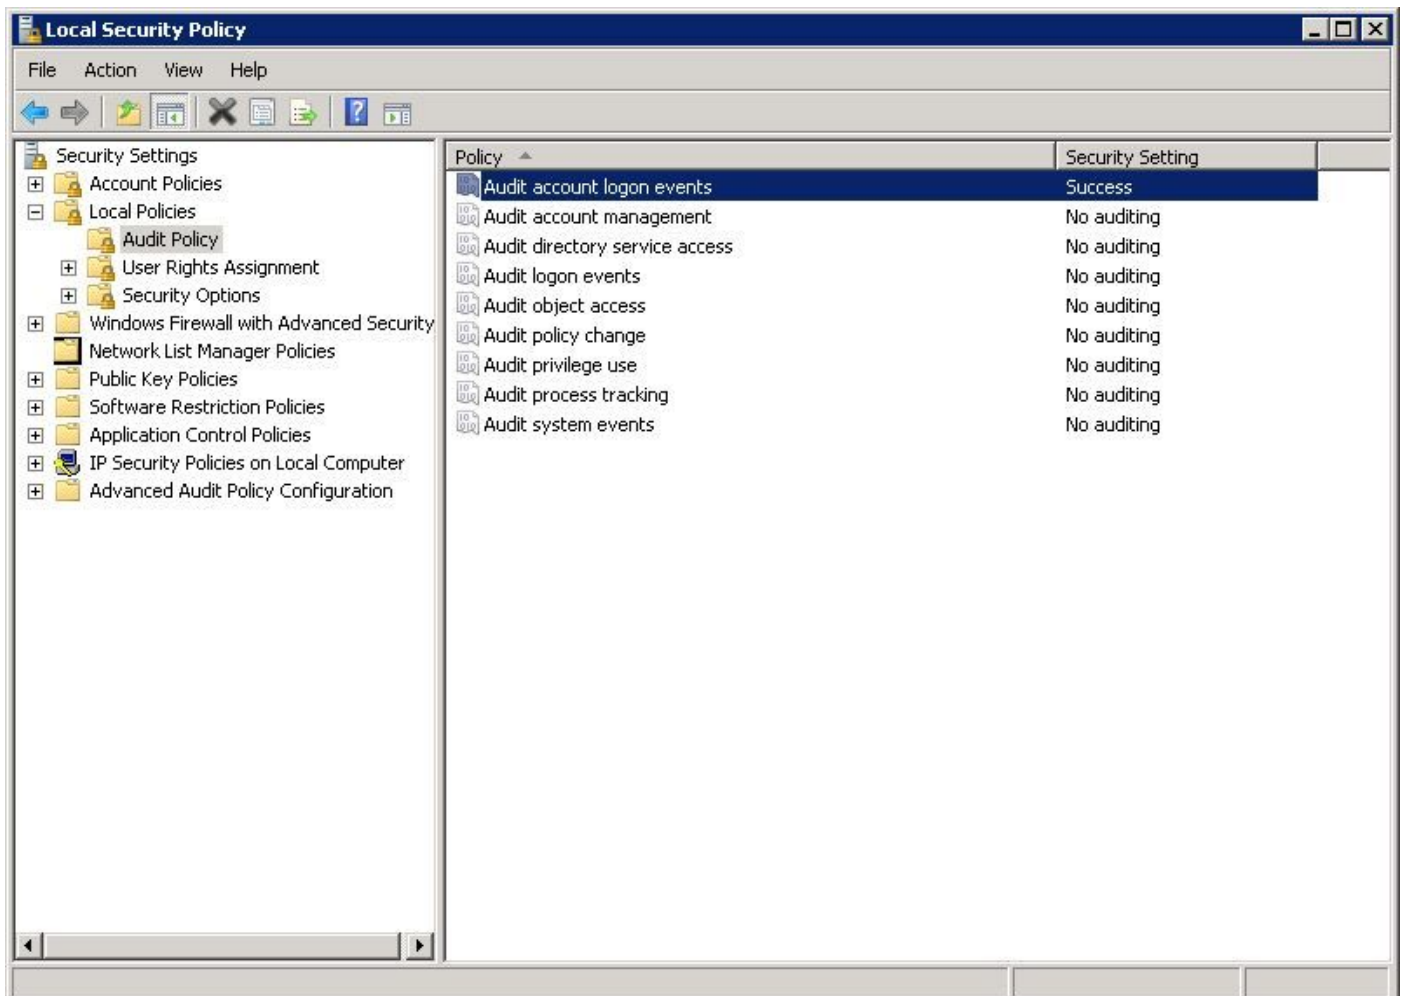 Local Security Policy
File Action View Help
Security Settings
Account Policies
Local Policies
Audit Policy
User Rights Assignment
Security Options
Windows Firewall with Advanced Security
Network List Manager Policies
Public Key Policies
Software Restriction Policies
Application Control Policies
IP Security Policies on Local Computer
Advanced Audit Policy Configuration
Policy Security Setting
Audit account logon events Success
Audit account management No auditing
Audit directory service access No auditing
Audit logon events No auditing
Audit object access No auditing
Audit policy change No auditing
Audit privilege use No auditing
Audit process tracking No auditing
Audit system events No auditing